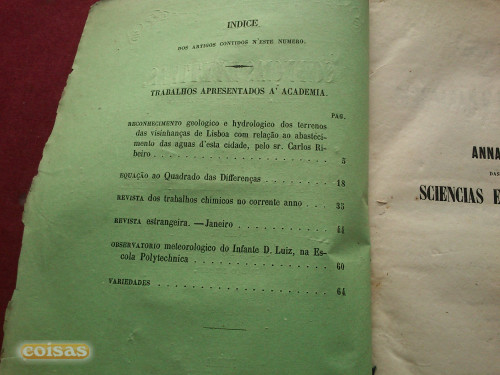 INDICE
DOS ARTIGOS CONTIDOS N'ESTE NUMERO.
TRABALHOS APRESENTADOS A' ACADEMIA.
PAG.
RECONHECIMENTO geologico e hydrologico dos terrenos
das visinhanças de Lisboa com relação ao abasteci-
mento das aguas d'esta cidade, pelo sr. Carlos Ri-
beiro . . . . . . . . . . . . . . . . . . 5
EQUAÇÃO ao Quadrado das Differenças . . . . . . . . 18
REVISTA dos trabalhos chimicos no corrente anno . . . . 35
REVISTA estrangeira. — Janeiro . . . . . . . . . . 44
OBSERVATORIO meteorologico do Infante D. Luiz, na Es-
cola Polytechnica . . . . . . . . . . . . . . 60
VARIEDADES . . . . . . . . . . . . . . . . 64
ANNA
DAS
SCIENCIAS E
coisas